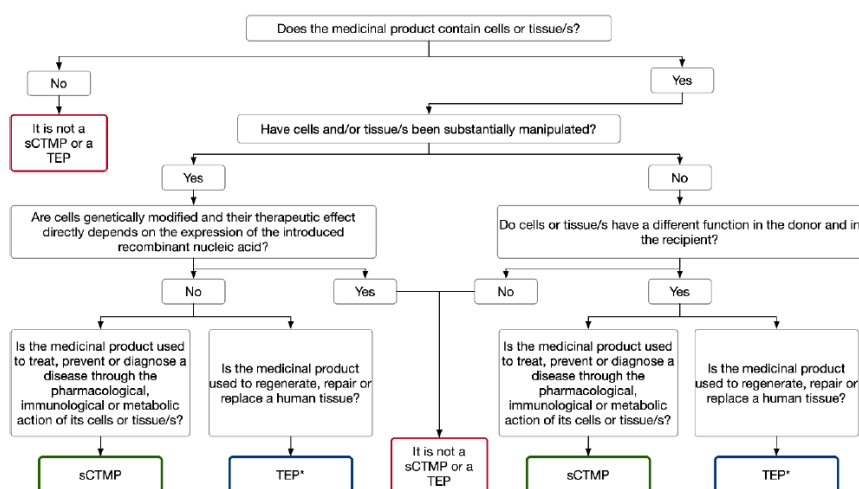 Does the medicinal product contain cells or tissue/s?
No
Yes
It is not a
sCTMP or a
TEP
Have cells and/or tissue/s been substantially manipulated?
Yes
No
Are cells genetically modified and their therapeutic effect
directly depends on the expression of the introduced
recombinant nucleic acid?
Do cells or tissue/s have a different function in the donor and in
the recipient?
No
Yes
No
Yes
Is the medicinal product used
to treat, prevent or diagnose a
disease through the
pharmacological,
immunological or metabolic
action of its cells or tissue/s?
Is the medicinal product
used to regenerate, repair or
replace a human tissue?
Is the medicinal product used
to treat, prevent or diagnose a
disease through the
pharmacological,
immunological or metabolic
action of its cells or tissue/s?
Is the medicinal product
used to regenerate, repair or
replace a human tissue?
sCTMP
TEP*
It is not a
sCTMP or a
TEP
sCTMP
TEP*